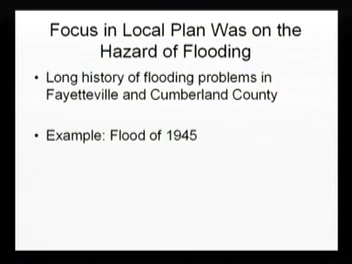 Focus in Local Plan Was on the
Hazard of Flooding
• Long history of flooding problems in
Fayetteville and Cumberland County
• Example: Flood of 1945